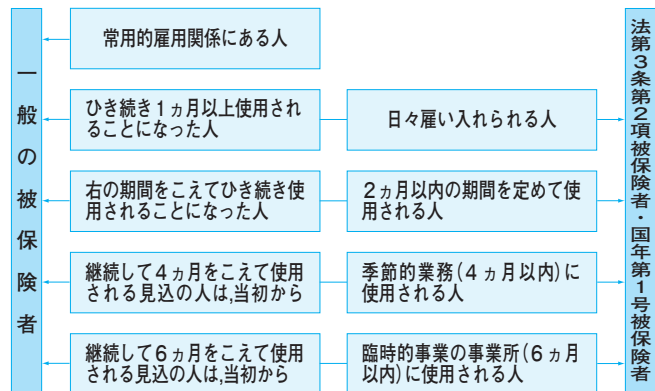 一般の被保険者
常用的雇用関係にある人
ひき続き1ヵ月以上使用され
ることになった人
日々雇い入れられる人
右の期間をこえてひき続き使
用されることになった人
2ヵ月以内の期間を定めて使
用される人
継続して4ヵ月をこえて使用
される見込の人は,当初から
季節的業務(4ヵ月以内)に
使用される人
継続して6ヵ月をこえて使用
される見込の人は,当初から
臨時的事業の事業所(6ヵ月
以内)に使用される人
法第3条第2項被保険者・国年第1号被保険者